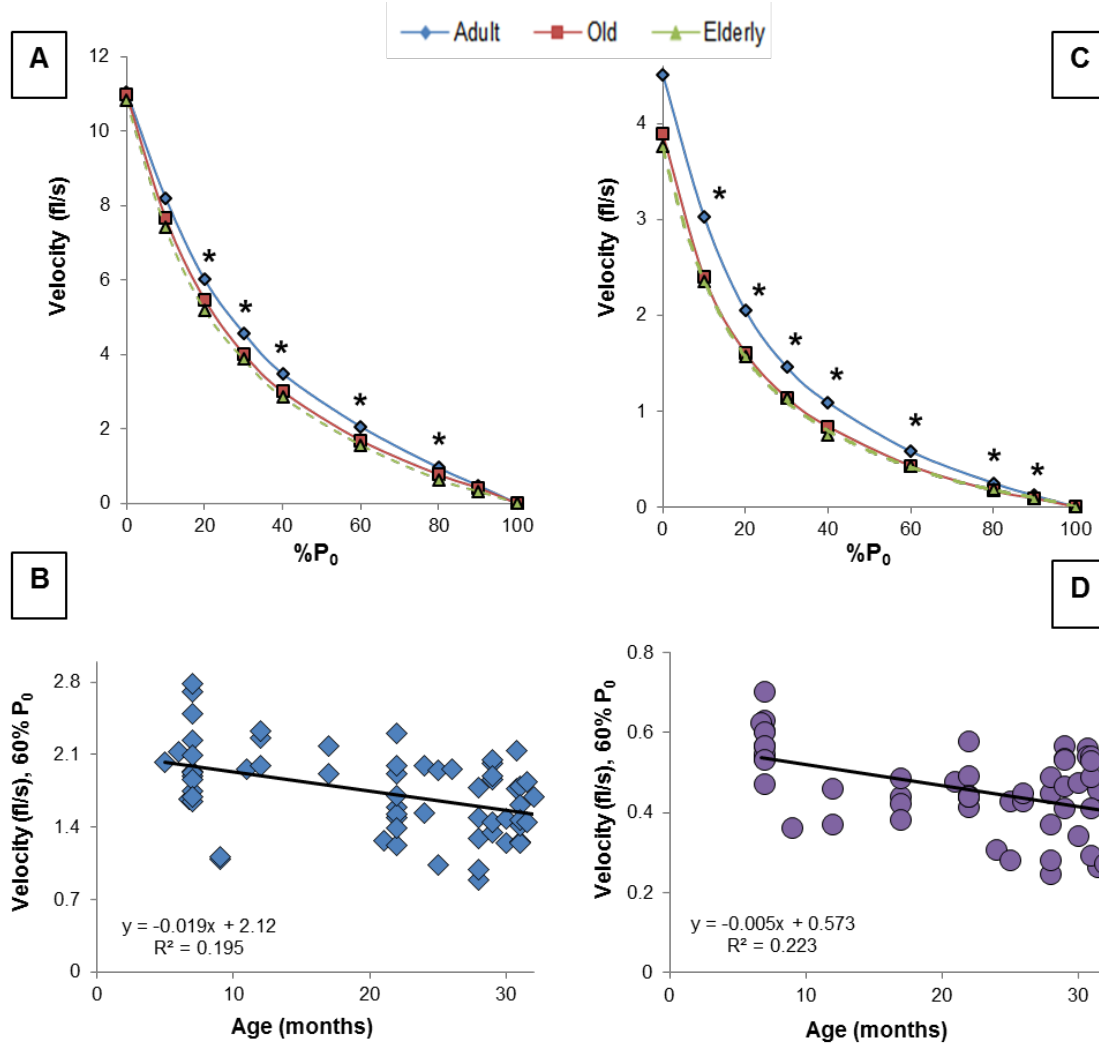 Adult Old Elderly
A
12
10
8
6
4
2
0
Velocity (fl/s)
* * * * *
0 20 40 60 80 100
%P₀
C
4
3
2
1
0
Velocity (fl/s)
* * * * * * *
0 20 40 60 80 100
%P₀
B
2.8
2.1
1.4
0.7
0
Velocity (fl/s), 60% P₀
y = -0.019x + 2.12
R² = 0.195
0 10 20 30
Age (months)
D
0.8
0.6
0.4
0.2
0
Velocity (fl/s), 60% P₀
y = -0.005x + 0.573
R² = 0.223
0 10 20 30
Age (months)